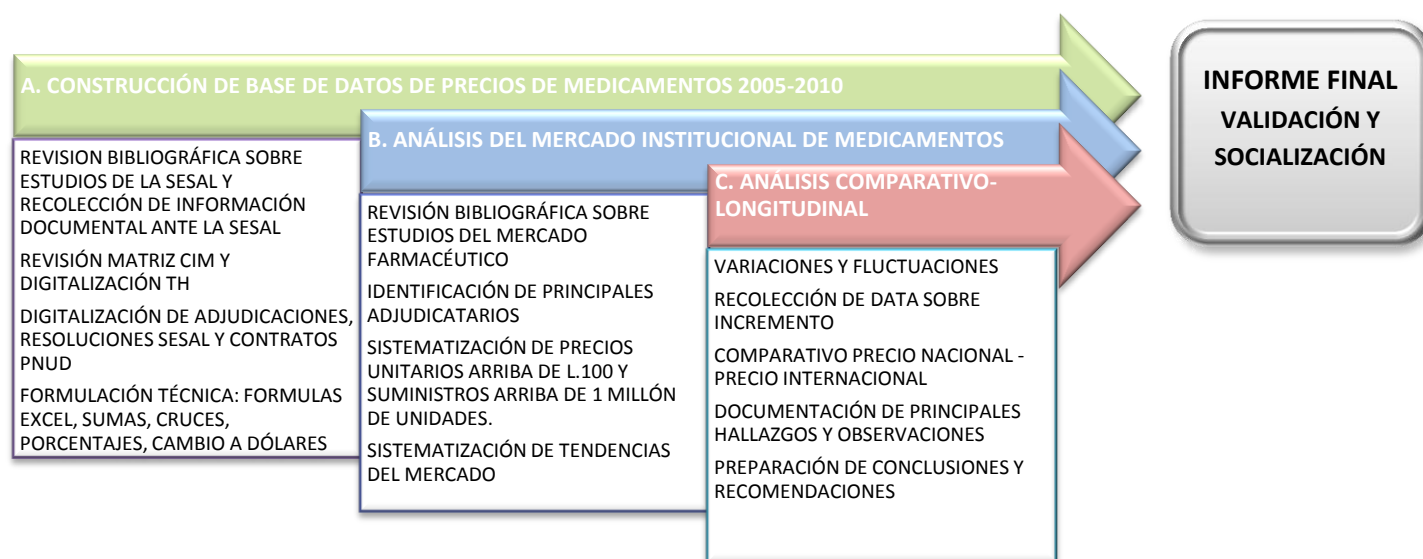 A. CONSTRUCCIÓN DE BASE DE DATOS DE PRECIOS DE MEDICAMENTOS 2005-2010
REVISION BIBLIOGRÁFICA SOBRE
ESTUDIOS DE LA SESAL Y
RECOLECCIÓN DE INFORMACIÓN
DOCUMENTAL ANTE LA SESAL
REVISIÓN MATRIZ CIM Y
DIGITALIZACIÓN TH
DIGITALIZACIÓN DE ADJUDICACIONES,
RESOLUCIONES SESAL Y CONTRATOS
PNUD
FORMULACIÓN TÉCNICA: FORMULAS
EXCEL, SUMAS, CRUCES,
PORCENTAJES, CAMBIO A DÓLARES
B. ANÁLISIS DEL MERCADO INSTITUCIONAL DE MEDICAMENTOS
REVISIÓN BIBLIOGRÁFICA SOBRE
ESTUDIOS DEL MERCADO
FARMACÉUTICO
IDENTIFICACIÓN DE PRINCIPALES
ADJUDICATARIOS
SISTEMATIZACIÓN DE PRECIOS
UNITARIOS ARRIBA DE L.100 Y
SUMINISTROS ARRIBA DE 1 MILLÓN
DE UNIDADES.
SISTEMATIZACIÓN DE TENDENCIAS
DEL MERCADO
C. ANÁLISIS COMPARATIVO-
LONGITUDINAL
VARIACIONES Y FLUCTUACIONES
RECOLECCIÓN DE DATA SOBRE
INCREMENTO
COMPARATIVO PRECIO NACIONAL -
PRECIO INTERNACIONAL
DOCUMENTACIÓN DE PRINCIPALES
HALLAZGOS Y OBSERVACIONES
PREPARACIÓN DE CONCLUSIONES Y
RECOMENDACIONES
INFORME FINAL
VALIDACIÓN Y
SOCIALIZACIÓN